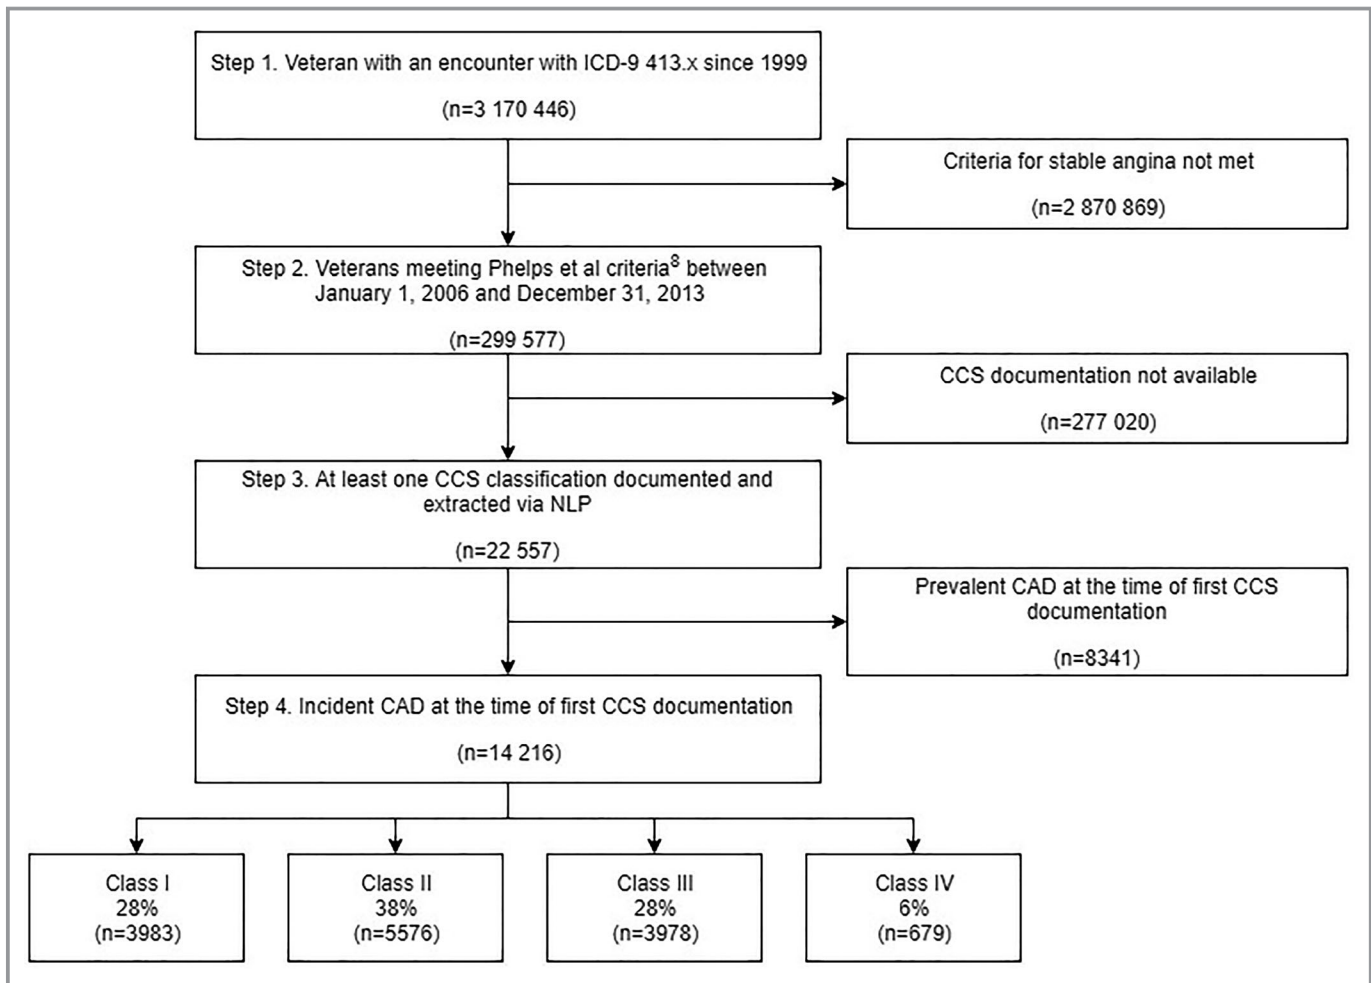 Step 1. Veteran with an encounter with ICD-9 413.x since 1999
(n=3 170 446)
Criteria for stable angina not met
(n=2 870 869)
Step 2. Veterans meeting Phelps et al criteria⁸ between
January 1, 2006 and December 31, 2013
(n=299 577)
CCS documentation not available
(n=277 020)
Step 3. At least one CCS classification documented and
extracted via NLP
(n=22 557)
Prevalent CAD at the time of first CCS
documentation
(n=8341)
Step 4. Incident CAD at the time of first CCS documentation
(n=14 216)
Class I
28%
(n=3983)
Class II
38%
(n=5576)
Class III
28%
(n=3978)
Class IV
6%
(n=679)